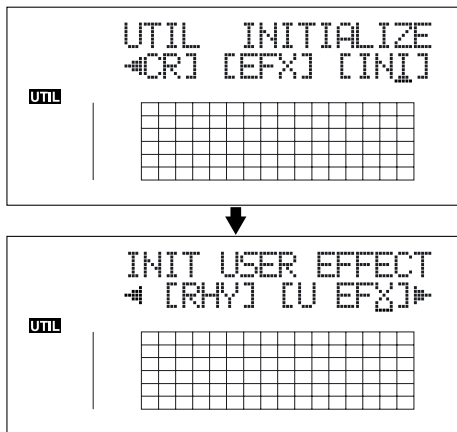 UTIL INITIALIZE
◀CR] [EFX] [INI]
UTIL
INIT USER EFFECT
◀ [RHY] [U EFX]▶
UTIL